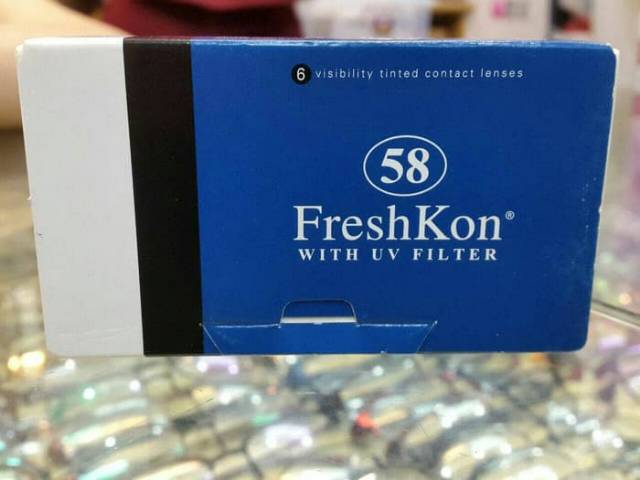 6 visibility tinted contact lenses
58
FreshKon®
WITH UV FILTER